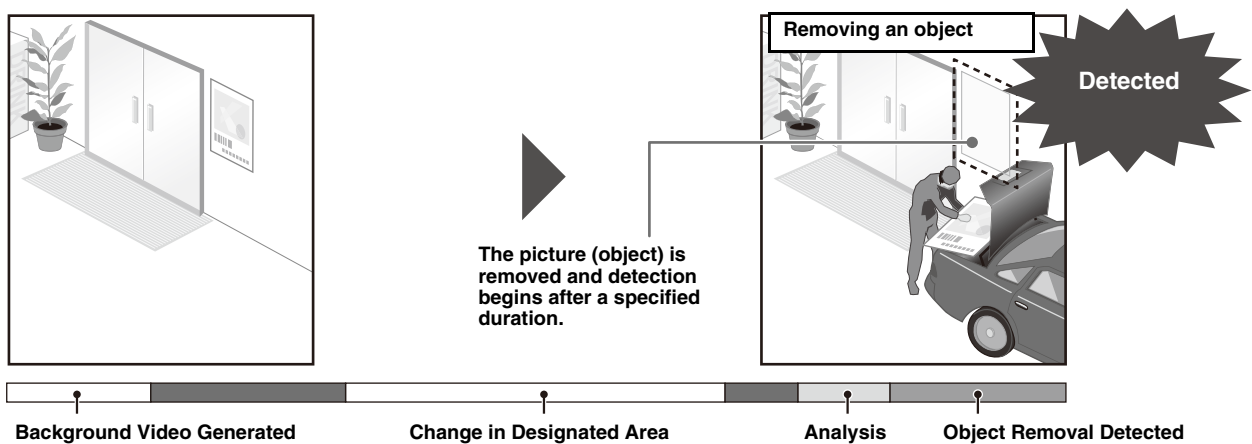 Removing an object
Detected
The picture (object) is
removed and detection
begins after a specified
duration.
Background Video Generated
Change in Designated Area
Analysis
Object Removal Detected